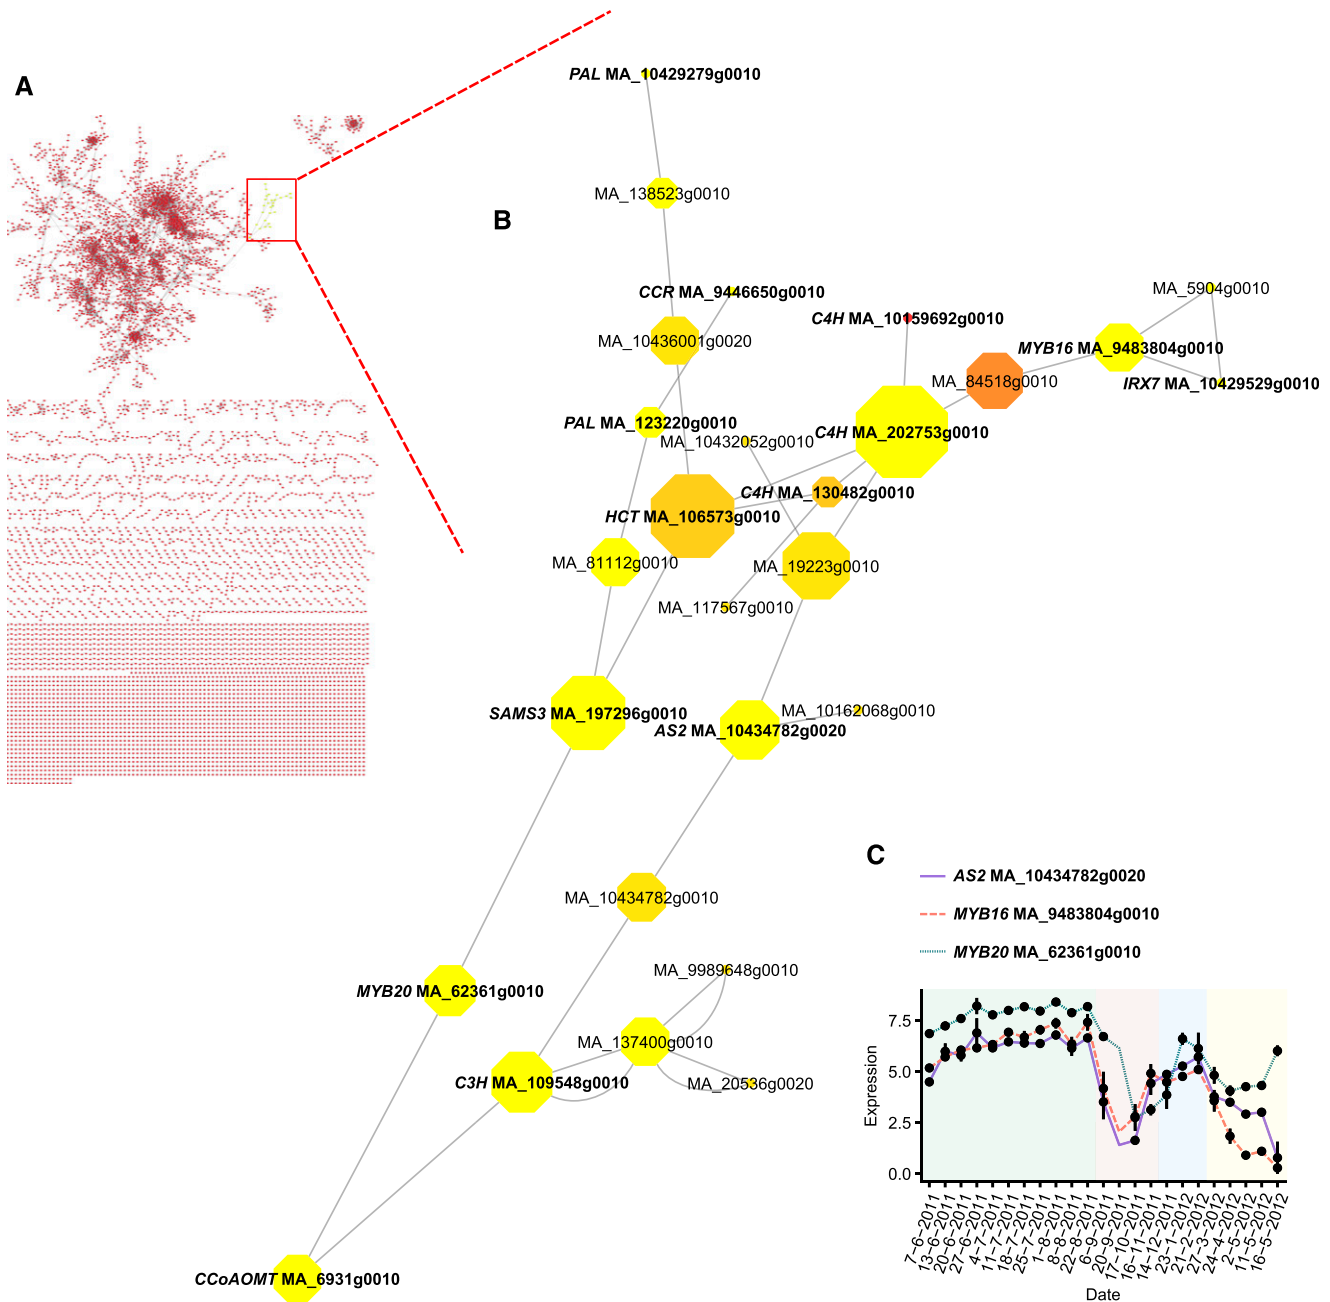 A
B
PAL MA_10429279g0010
MA_138523g0010
CCR MA_9446650g0010
MA_10436001g0020
C4H MA_10159692g0010
MA_5904g0010
MYB16 MA_9483804g0010
MA_84518g0010
IRX7 MA_10429529g0010
PAL MA_123220g0010
MA_10432052g0010
C4H MA_202753g0010
C4H MA_130482g0010
HCT MA_106573g0010
MA_81112g0010
MA_19223g0010
MA_117567g0010
SAMS3 MA_197296g0010
MA_10162068g0010
AS2 MA_10434782g0020
MA_10434782g0010
MA_9989648g0010
MYB20 MA_62361g0010
MA_137400g0010
C3H MA_109548g0010
MA_20536g0020
CCoAOMT MA_6931g0010
C
AS2 MA_10434782g0020
MYB16 MA_9483804g0010
MYB20 MA_62361g0010
Expression
7.5
5.0
2.5
0.0
7-6-2011
13-6-2011
20-6-2011
27-6-2011
4-7-2011
11-7-2011
18-7-2011
25-7-2011
1-8-2011
8-8-2011
22-8-2011
6-9-2011
20-9-2011
17-10-2011
16-11-2011
14-12-2011
23-1-2012
21-2-2012
27-3-2012
24-4-2012
2-5-2012
11-5-2012
16-5-2012
Date